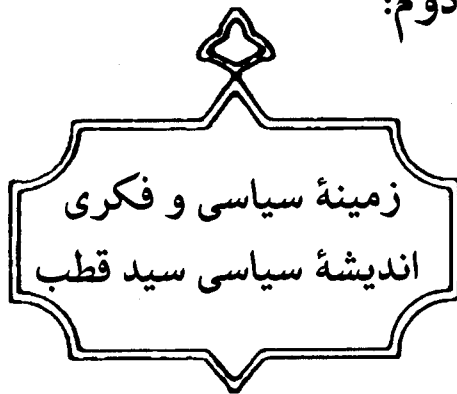 دوم:
زمینهٔ سیاسی و فکری
اندیشهٔ سیاسی سید قطب